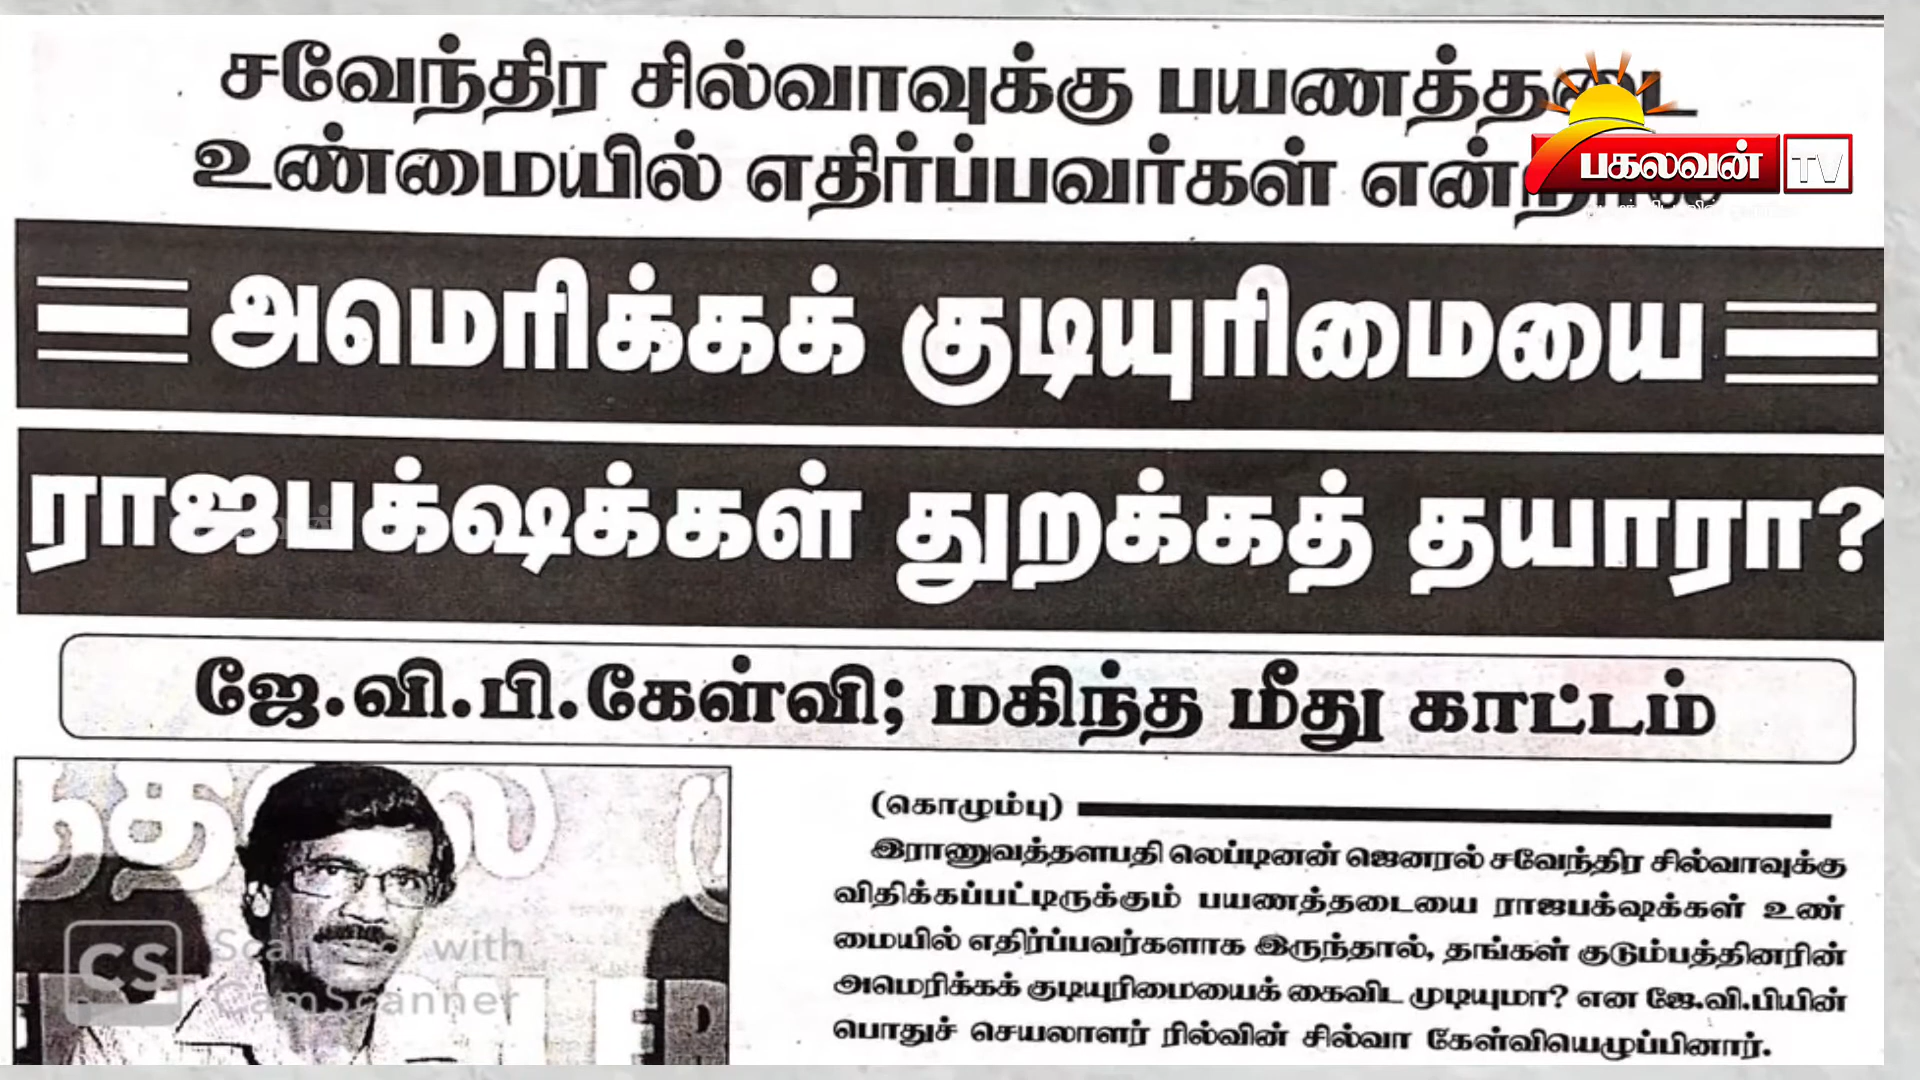 சவேந்திர சில்வாவுக்கு பயணத்தடை
உண்மையில் எதிர்ப்பவர்கள் என்றால்
பகலவன் TV
அமெரிக்கக் குடியுரிமையை
ராஜபக்ஷக்கள் துறக்கத் தயாரா?
ஜே.வி.பி.கேள்வி; மகிந்த மீது காட்டம்
(கொழும்பு)
இராணுவத்தளபதி லெப்டினன் ஜெனரல் சவேந்திர சில்வாவுக்கு
விதிக்கப்பட்டிருக்கும் பயணத்தடையை ராஜபக்ஷக்கள் உண்
மையில் எதிர்ப்பவர்களாக இருந்தால், தங்கள் குடும்பத்தினரின்
அமெரிக்கக் குடியுரிமையைக் கைவிட முடியுமா? என ஜே.வி.பியின்
பொதுச் செயலாளர் ரில்வின் சில்வா கேள்வியெழுப்பினார்.
CS Scanned with
CamScanner